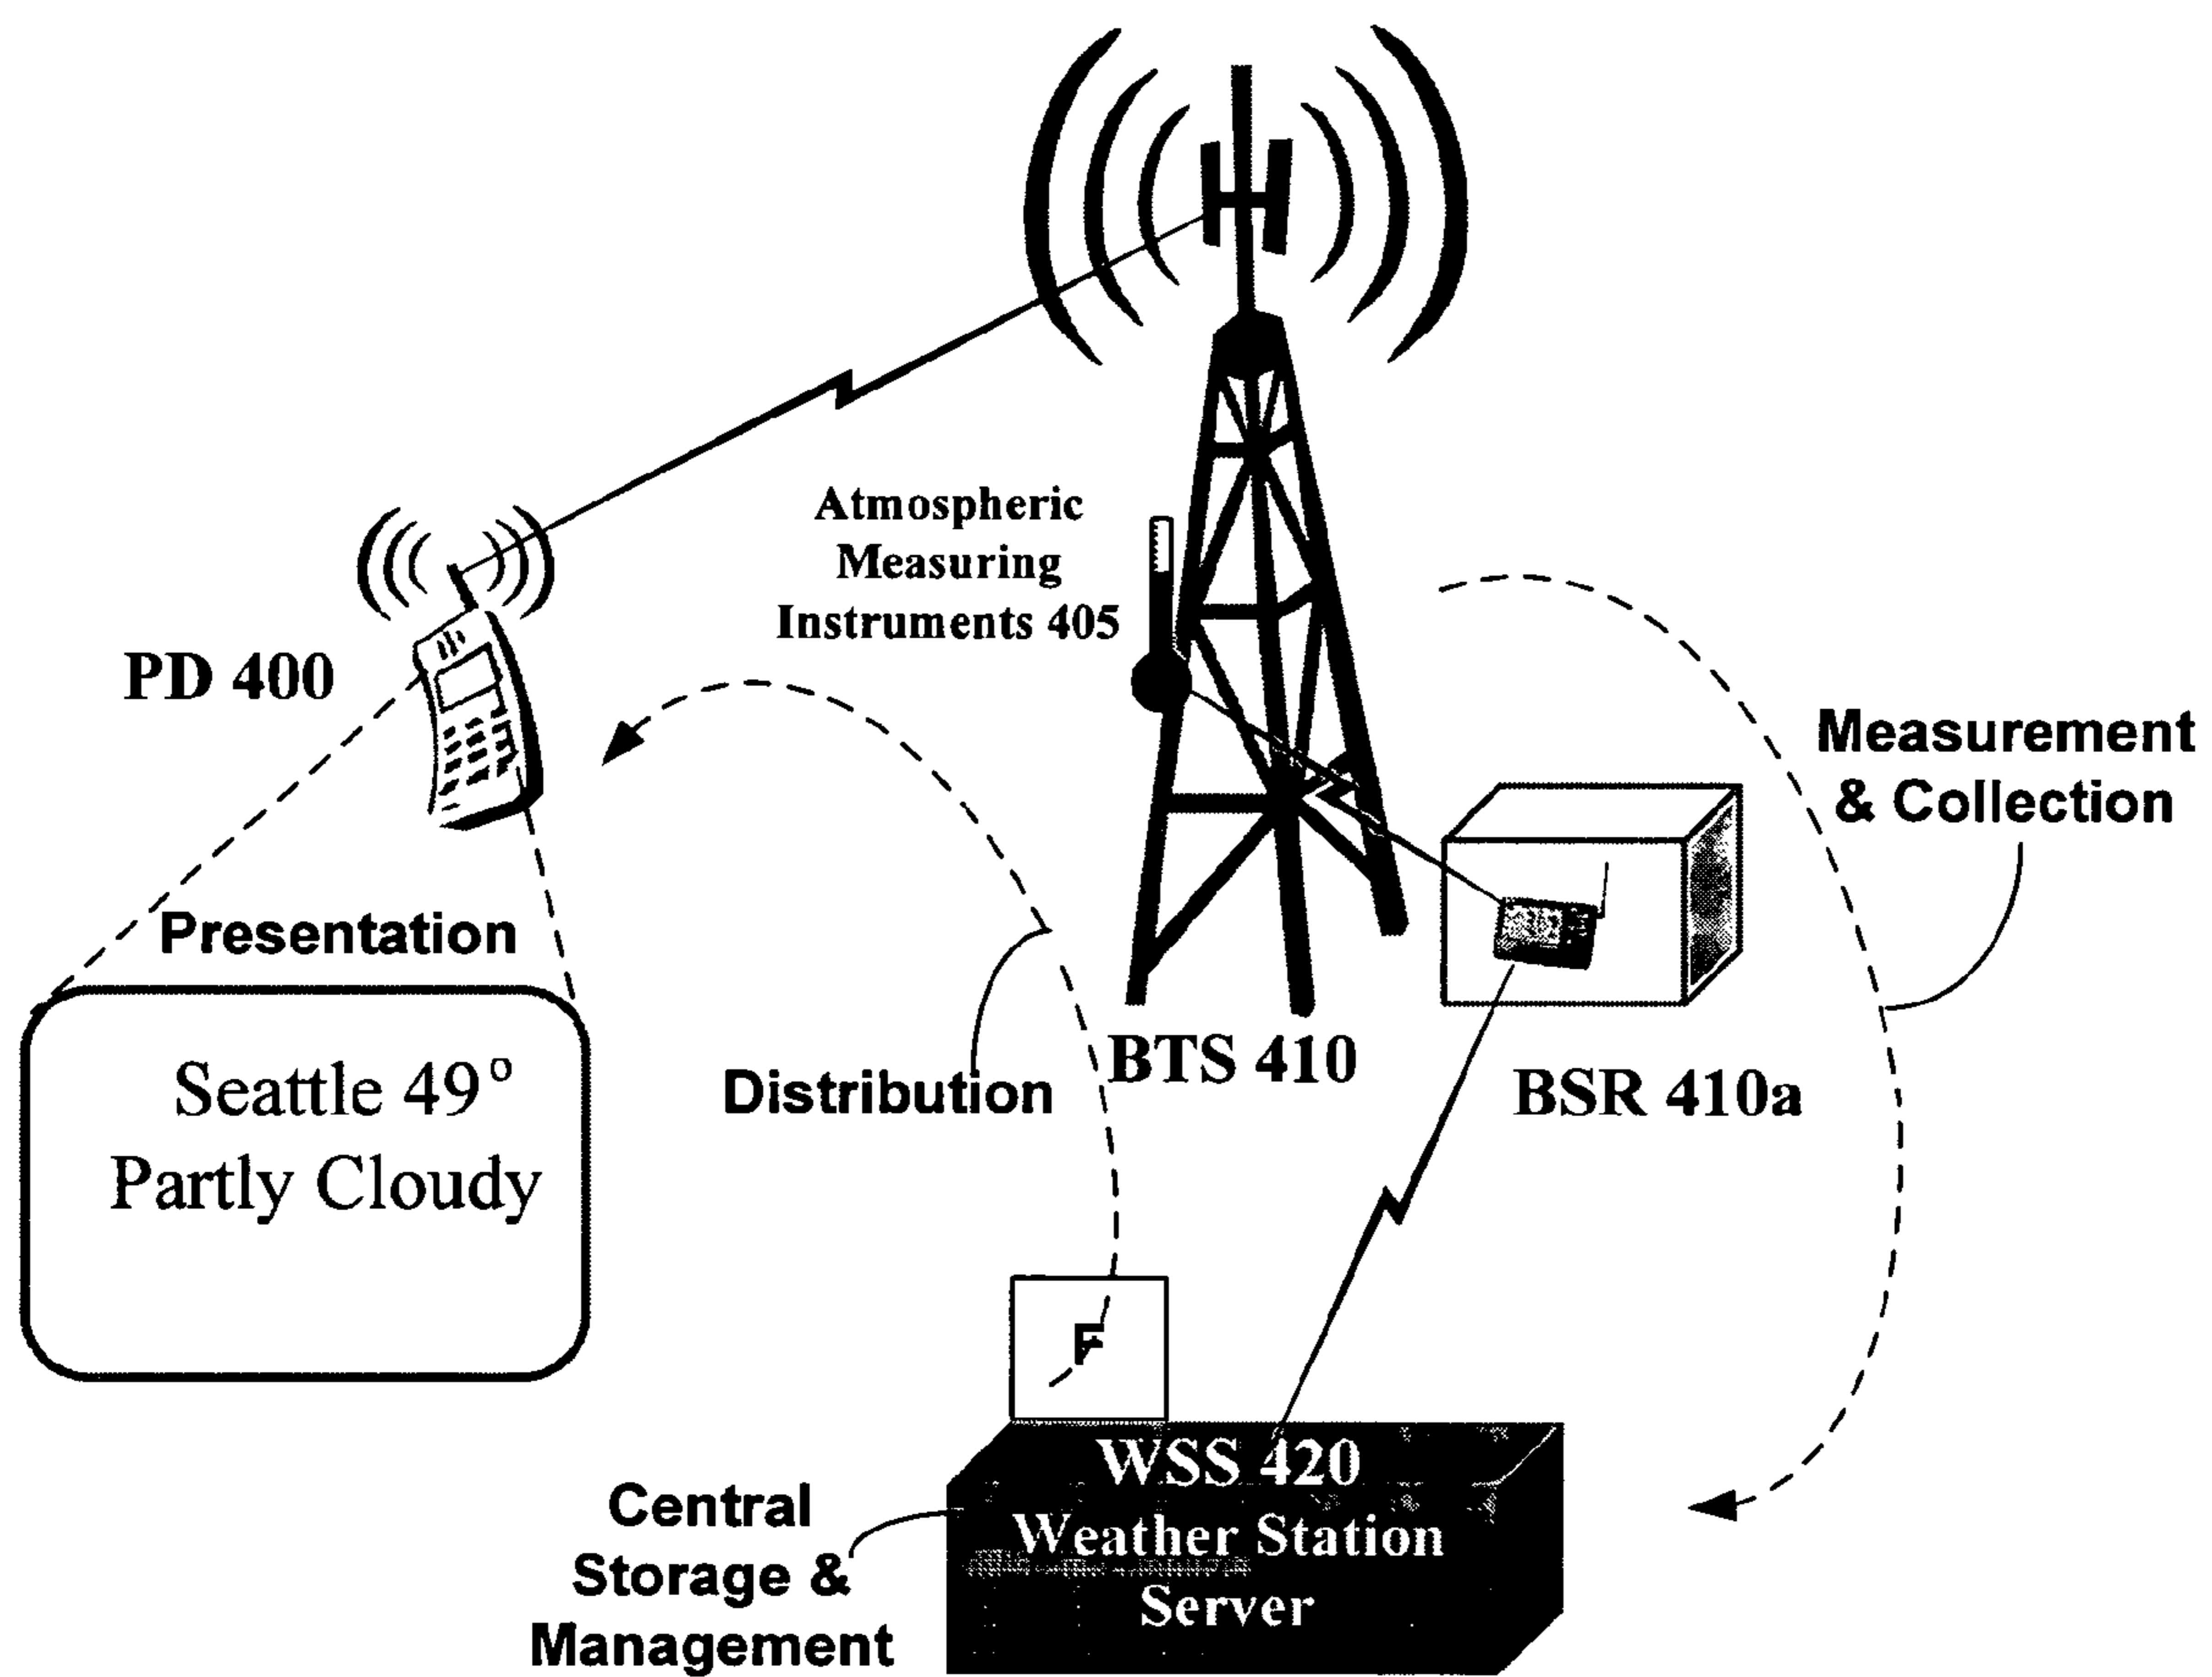 Atmospheric
Measuring
Instruments 405
PD 400
Measurement
& Collection
Presentation
Seattle 49°
Partly Cloudy
Distribution
BTS 410
BSR 410a
F
WSS 420
Weather Station
Server
Central
Storage &
Management